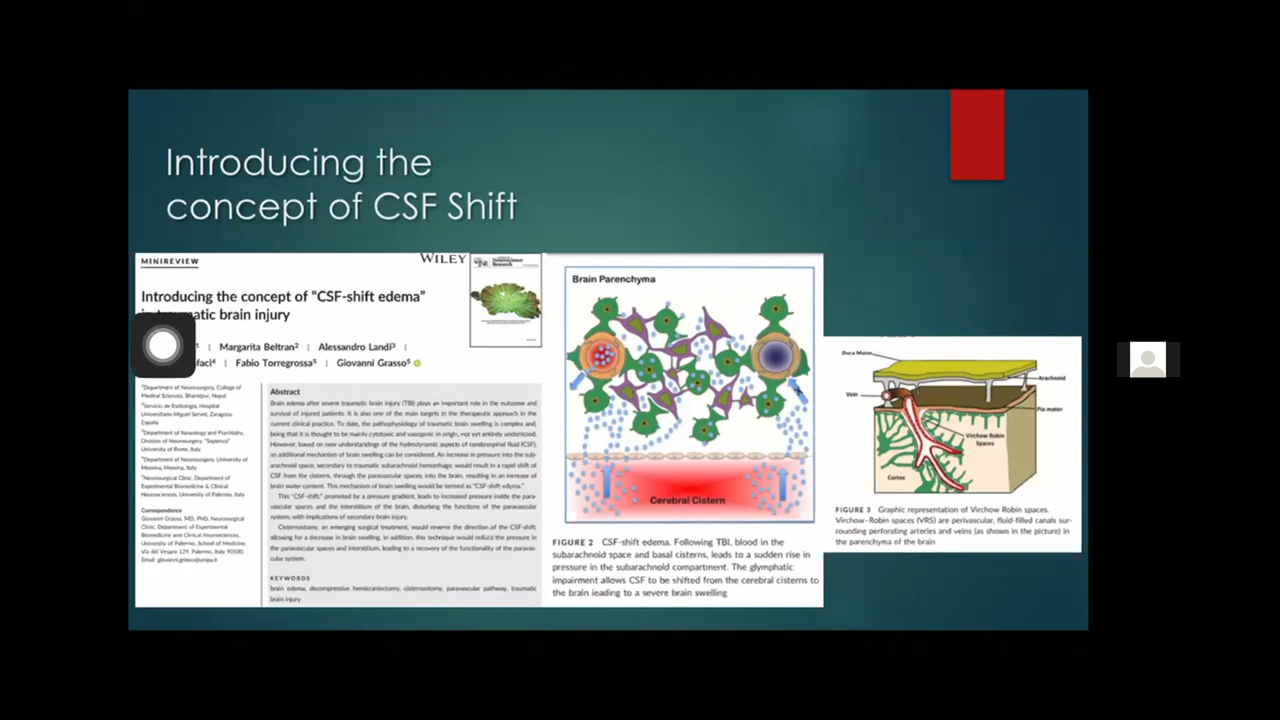 Introducing the
concept of CSF Shift
MINIREVIEW
WILEY
Neuroscience
Research
Introducing the concept of "CSF-shift edema"
traumatic brain injury
Margarita Beltran² | Alessandro Landi³ |
Fabio Torregrossa⁵ | Giovanni Grasso⁵
¹Department of Neurosurgery, College of
Medical Sciences, Bharatpur, Nepal
²Servicio de Radiología, Hospital
Universitario Miguel Servet, Zaragoza,
España
³Department of Neurology and Psychiatry,
Division of Neurosurgery, "Sapienza"
University of Rome, Italy
⁴Department of Neurosurgery, University of
Messina, Messina, Italy
⁵Neurosurgical Clinic, Department of
Experimental Biomedicine & Clinical
Neurosciences, University of Palermo, Italy
Correspondence
Giovanni Grasso, MD, PhD, Neurosurgical
Clinic, Department of Experimental
Biomedicine and Clinical Neurosciences,
University of Palermo, School of Medicine,
Via del Vespro 129, Palermo, Italy 90100.
Email: giovanni.grasso@unipa.it
Abstract
Brain edema after severe traumatic brain injury (TBI) plays an important role in the outcome and
survival of injured patients. It is also one of the main targets in the therapeutic approach in the
current clinical practice. To date, the pathophysiology of traumatic brain swelling is complex and,
being that it is thought to be mainly cytotoxic and vasogenic in origin, not yet entirely understood.
However, based on new understandings of the hydrodynamic aspects of cerebrospinal fluid (CSF),
an additional mechanism of brain swelling can be considered. An increase in pressure into the sub-
arachnoid space, secondary to traumatic subarachnoid hemorrhage, would result in a rapid shift of
CSF from the cisterns, through the paravascular spaces, into the brain, resulting in an increase of
brain water content. This mechanism of brain swelling would be termed as "CSF-shift edema."
This "CSF-shift," promoted by a pressure gradient, leads to increased pressure inside the para-
vascular spaces and the interstitium of the brain, disturbing the functions of the paravascular
system, with implications of secondary brain injury.
Cisternostomy, an emerging surgical treatment, would reverse the direction of the CSF-shift,
allowing for a decrease in brain swelling. In addition, this technique would reduce the pressure in
the paravascular spaces and interstitium, leading to a recovery of the functionality of the paravas-
cular system.
KEYWORDS
brain edema, decompressive hemicraniectomy, cisternostomy, paravascular pathway, traumatic
brain injury
Brain Parenchyma
Cerebral Cistern
FIGURE 2 CSF-shift edema. Following TBI, blood in the
subarachnoid space and basal cisterns, leads to a sudden rise in
pressure in the subarachnoid compartment. The glymphatic
impairment allows CSF to be shifted from the cerebral cisterns to
the brain leading to a severe brain swelling
Dura Mater
Arachnoid
Vein
Pia mater
Virchow Robin
Spaces
Cortex
FIGURE 3 Graphic representation of Virchow Robin spaces.
Virchow-Robin spaces (VRS) are perivascular, fluid-filled canals sur-
rounding perforating arteries and veins (as shown in the picture) in
the parenchyma of the brain